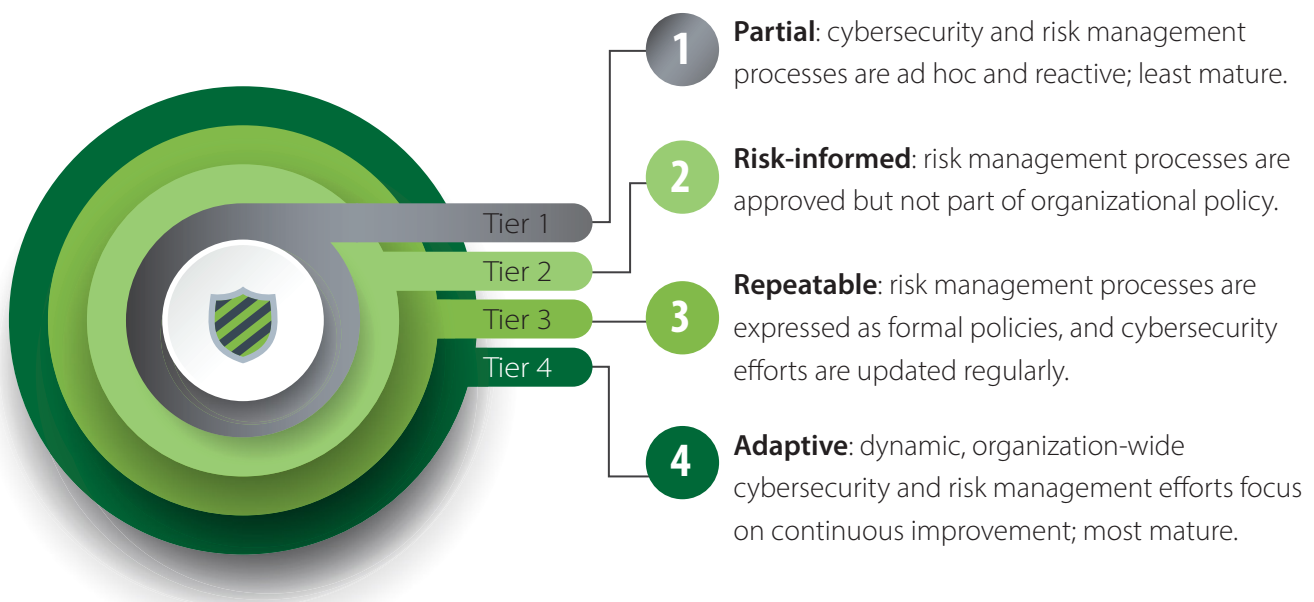 1
Partial: cybersecurity and risk management
processes are ad hoc and reactive; least mature.
2
Risk-informed: risk management processes are
approved but not part of organizational policy.
Tier 1
Tier 2
Tier 3
Tier 4
3
Repeatable: risk management processes are
expressed as formal policies, and cybersecurity
efforts are updated regularly.
4
Adaptive: dynamic, organization-wide
cybersecurity and risk management efforts focus
on continuous improvement; most mature.